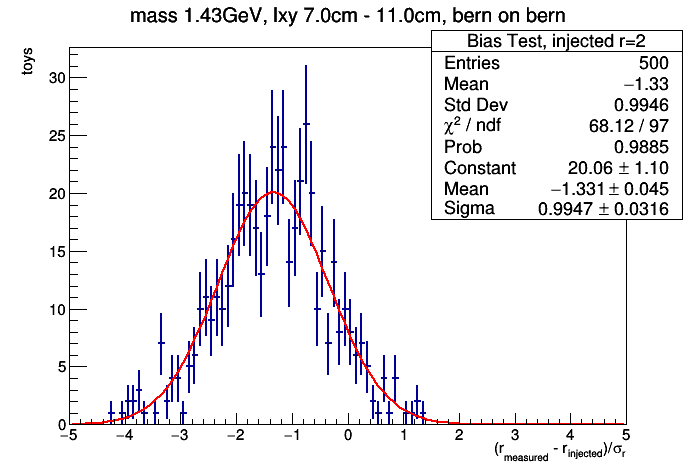 mass 1.43GeV, lxy 7.0cm - 11.0cm, bern on bern
toys
Bias Test, injected r=2
Entries 500
Mean −1.33
Std Dev 0.9946
χ² / ndf 68.12 / 97
Prob 0.9885
Constant 20.06 ± 1.10
Mean −1.331 ± 0.045
Sigma 0.9947 ± 0.0316
30
25
20
15
10
5
0
−5 −4 −3 −2 −1 0 1 2 3 4 5
(r_measured - r_injected)/σ_r